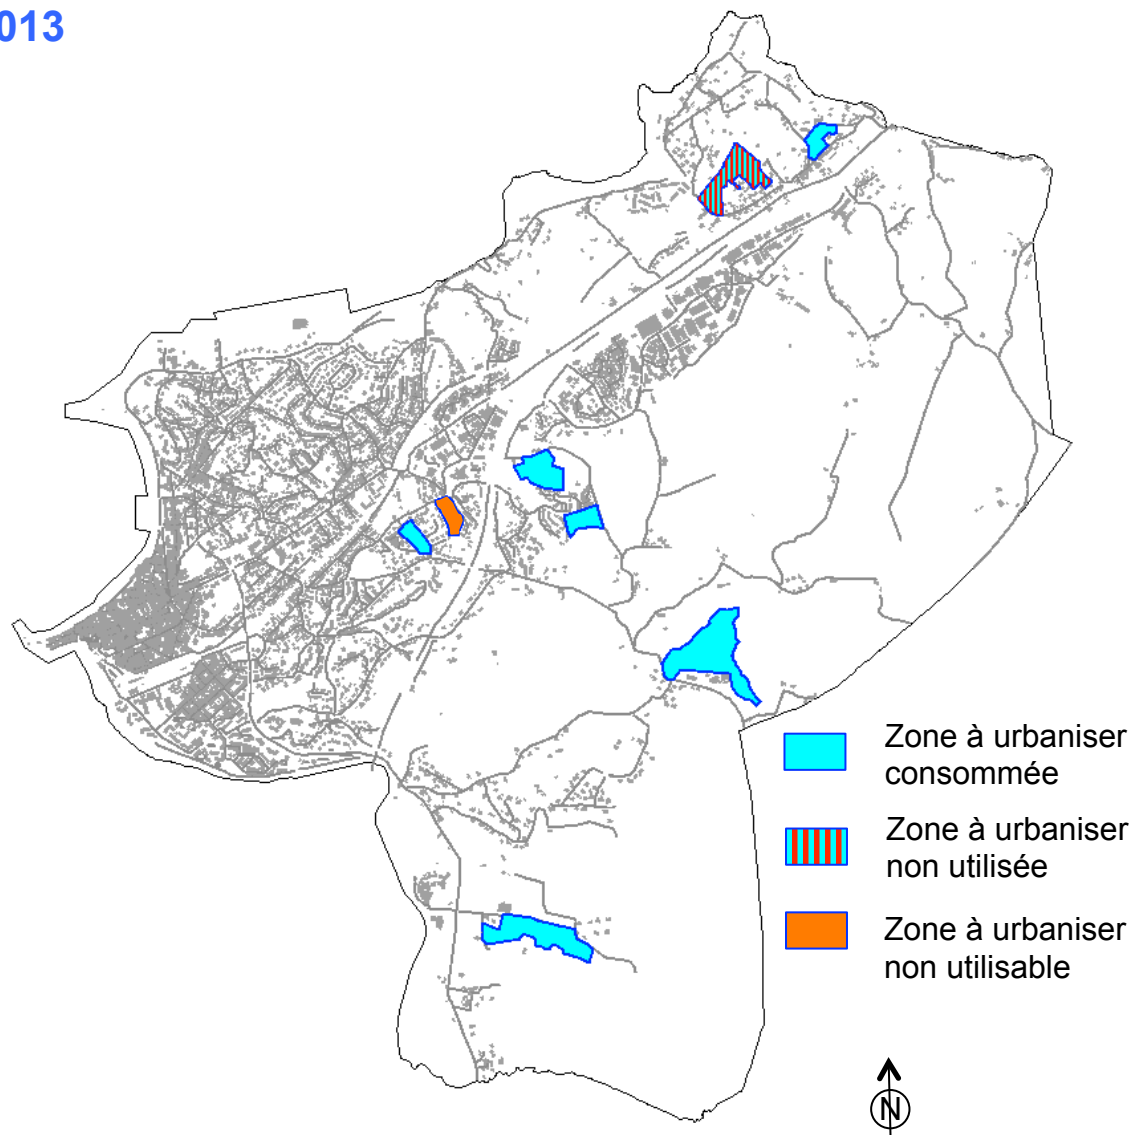 013
Zone à urbaniser
consommée
Zone à urbaniser
non utilisée
Zone à urbaniser
non utilisable
N